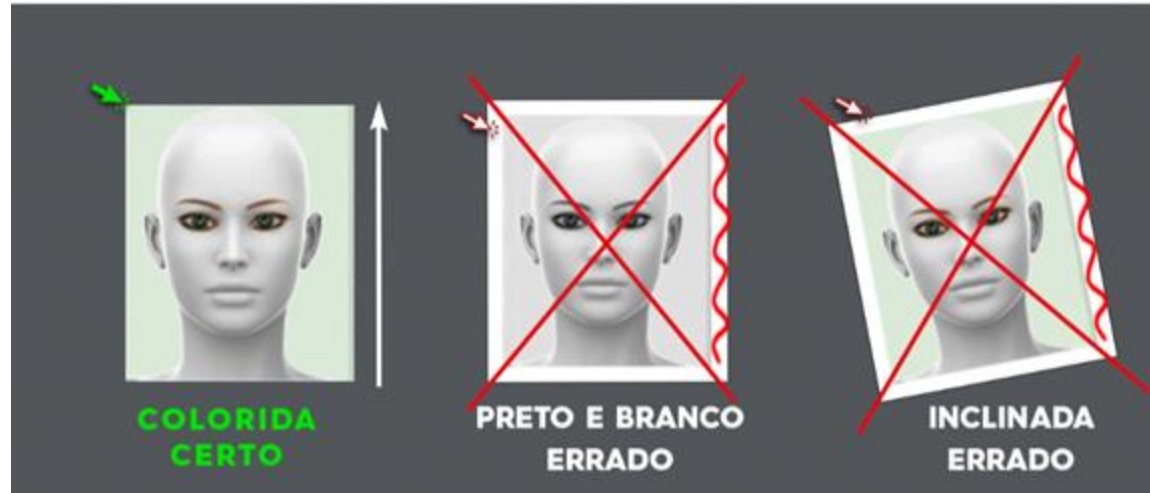 COLORIDA
CERTO
PRETO E BRANCO
ERRADO
INCLINADA
ERRADO